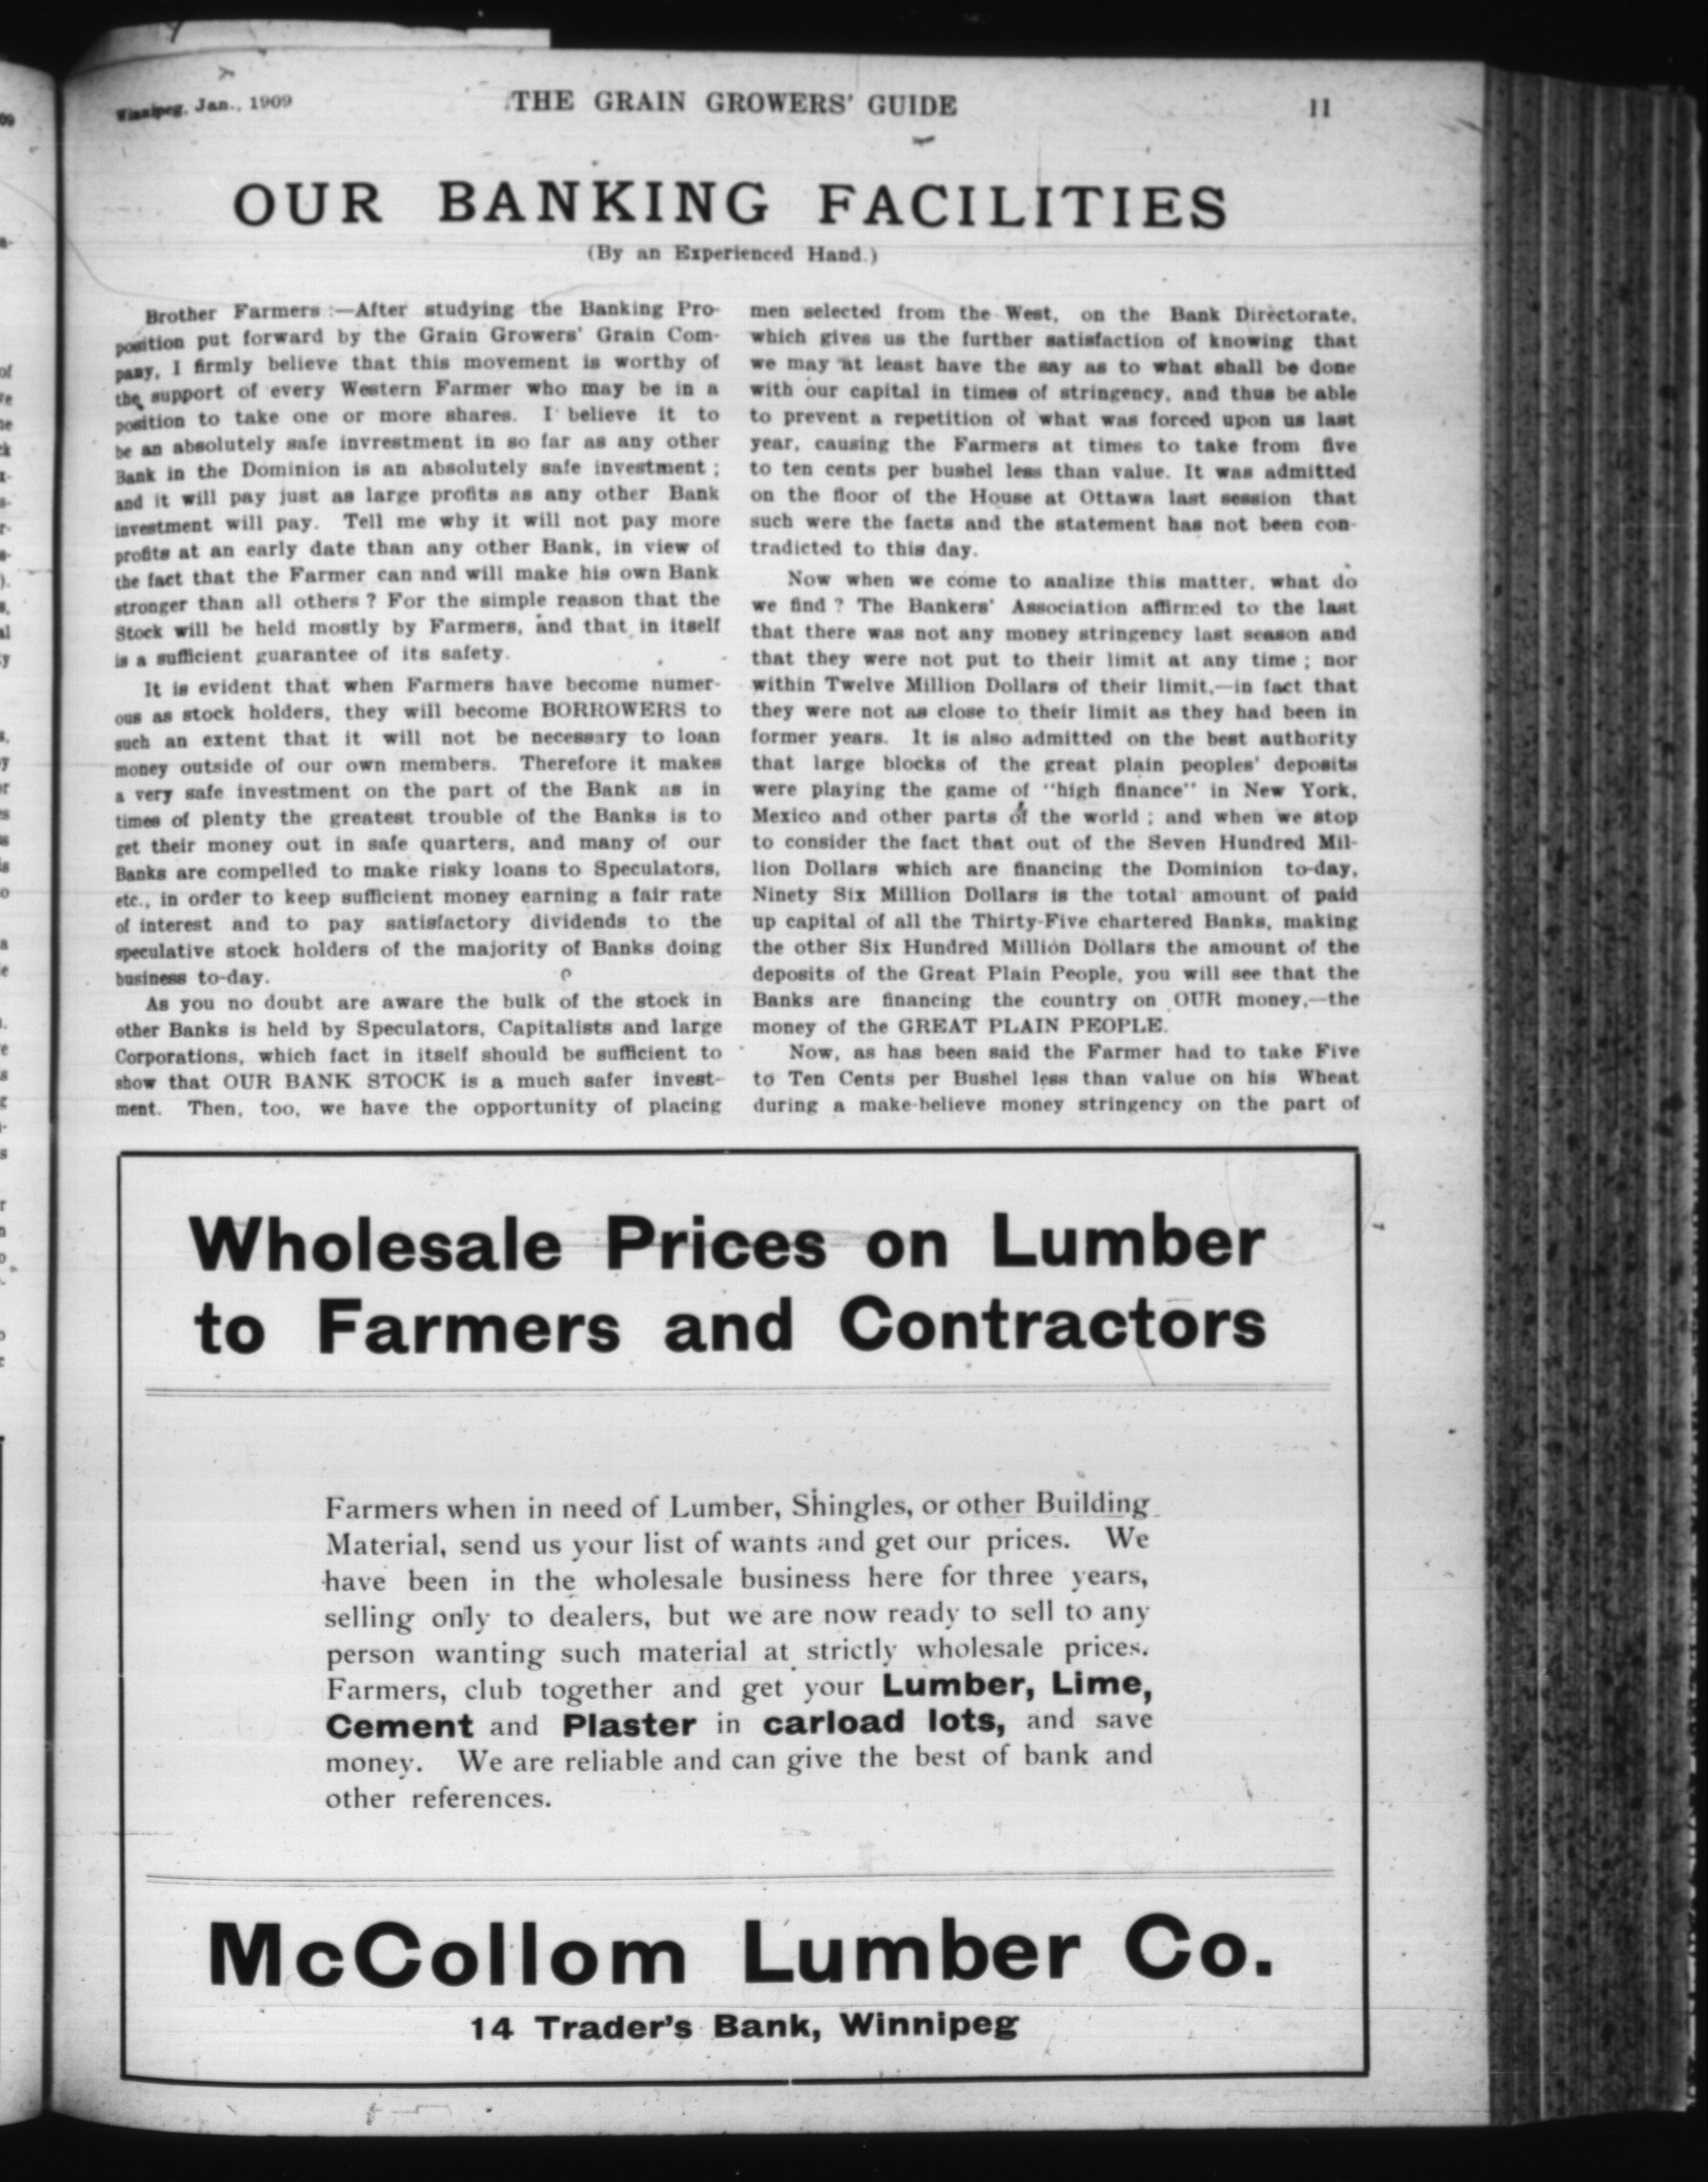 Winnipeg, Jan., 1909
THE GRAIN GROWERS' GUIDE
11
OUR BANKING FACILITIES
(By an Experienced Hand.)
Brother Farmers :—After studying the Banking Pro-
position put forward by the Grain Growers' Grain Com-
pany, I firmly believe that this movement is worthy of
the support of every Western Farmer who may be in a
position to take one or more shares. I believe it to
be an absolutely safe invrestment in so far as any other
Bank in the Dominion is an absolutely safe investment ;
and it will pay just as large profits as any other Bank
investment will pay. Tell me why it will not pay more
profits at an early date than any other Bank, in view of
the fact that the Farmer can and will make his own Bank
stronger than all others ? For the simple reason that the
Stock will be held mostly by Farmers, and that in itself
is a sufficient guarantee of its safety.
It is evident that when Farmers have become numer-
ous as stock holders, they will become BORROWERS to
such an extent that it will not be necessary to loan
money outside of our own members. Therefore it makes
a very safe investment on the part of the Bank as in
times of plenty the greatest trouble of the Banks is to
get their money out in safe quarters, and many of our
Banks are compelled to make risky loans to Speculators,
etc., in order to keep sufficient money earning a fair rate
of interest and to pay satisfactory dividends to the
speculative stock holders of the majority of Banks doing
business to-day.
As you no doubt are aware the bulk of the stock in
other Banks is held by Speculators, Capitalists and large
Corporations, which fact in itself should be sufficient to
show that OUR BANK STOCK is a much safer invest-
ment. Then, too, we have the opportunity of placing
men selected from the West, on the Bank Directorate,
which gives us the further satisfaction of knowing that
we may at least have the say as to what shall be done
with our capital in times of stringency, and thus be able
to prevent a repetition of what was forced upon us last
year, causing the Farmers at times to take from five
to ten cents per bushel less than value. It was admitted
on the floor of the House at Ottawa last session that
such were the facts and the statement has not been con-
tradicted to this day.
Now when we come to analize this matter, what do
we find ? The Bankers' Association affirmed to the last
that there was not any money stringency last season and
that they were not put to their limit at any time ; nor
within Twelve Million Dollars of their limit,—in fact that
they were not as close to their limit as they had been in
former years. It is also admitted on the best authority
that large blocks of the great plain peoples' deposits
were playing the game of "high finance" in New York,
Mexico and other parts of the world ; and when we stop
to consider the fact that out of the Seven Hundred Mil-
lion Dollars which are financing the Dominion to-day,
Ninety Six Million Dollars is the total amount of paid
up capital of all the Thirty-Five chartered Banks, making
the other Six Hundred Million Dollars the amount of the
deposits of the Great Plain People, you will see that the
Banks are financing the country on OUR money,—the
money of the GREAT PLAIN PEOPLE.
Now, as has been said the Farmer had to take Five
to Ten Cents per Bushel less than value on his Wheat
during a make-believe money stringency on the part of
Wholesale Prices on Lumber
to Farmers and Contractors
Farmers when in need of Lumber, Shingles, or other Building
Material, send us your list of wants and get our prices. We
have been in the wholesale business here for three years,
selling only to dealers, but we are now ready to sell to any
person wanting such material at strictly wholesale prices.
Farmers, club together and get your Lumber, Lime,
Cement and Plaster in carload lots, and save
money. We are reliable and can give the best of bank and
other references.
McCollom Lumber Co.
14 Trader's Bank, Winnipeg